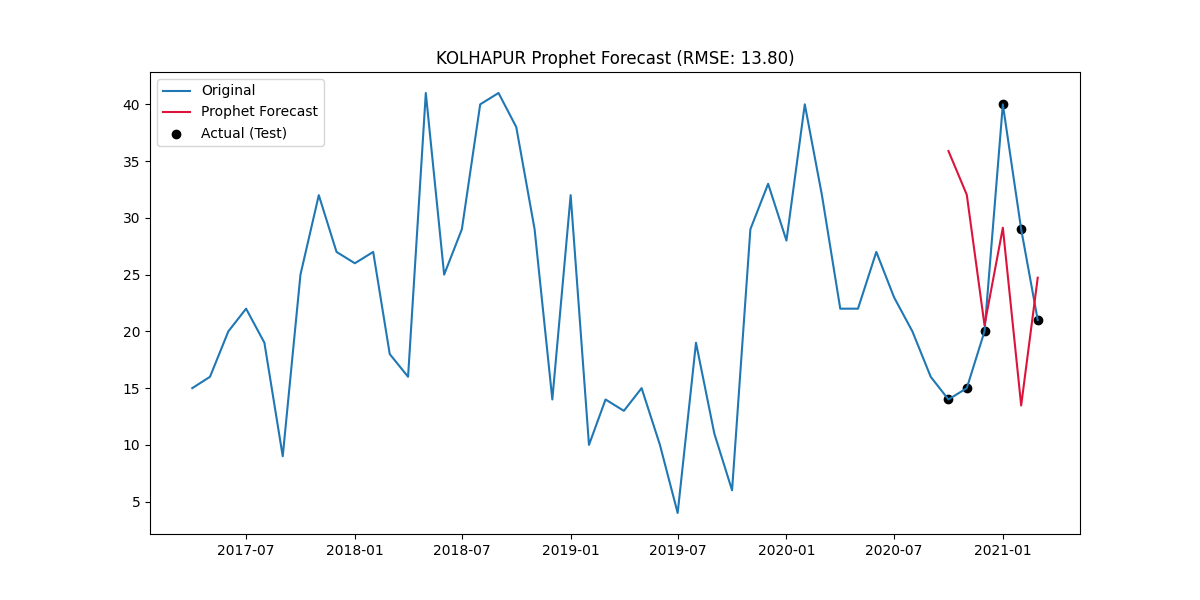 KOLHAPUR Prophet Forecast (RMSE: 13.80)
Original
Prophet Forecast
Actual (Test)
40
35
30
25
20
15
10
5
2017-07 2018-01 2018-07 2019-01 2019-07 2020-01 2020-07 2021-01